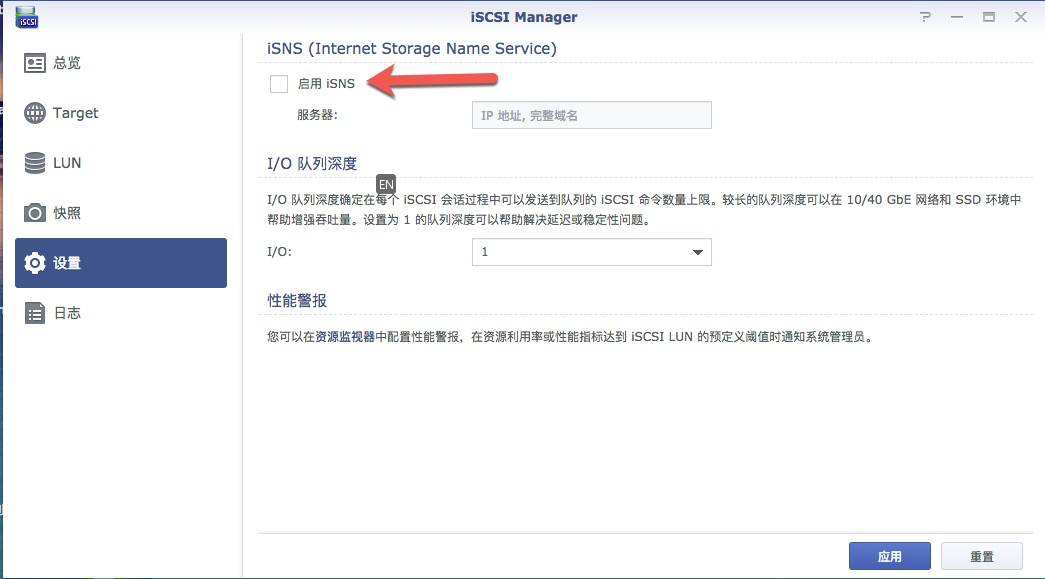 iSCSI
iSCSI Manager
总览
Target
LUN
快照
设置
日志
iSNS (Internet Storage Name Service)
启用 iSNS
服务器:
IP 地址, 完整域名
I/O 队列深度
EN
I/O 队列深度确定在每个 iSCSI 会话过程中可以发送到队列的 iSCSI 命令数量上限。较长的队列深度可以在 10/40 GbE 网络和 SSD 环境中
帮助增强吞吐量。设置为 1 的队列深度可以帮助解决延迟或稳定性问题。
I/O:
1
性能警报
您可以在资源监视器中配置性能警报，在资源利用率或性能指标达到 iSCSI LUN 的预定义阈值时通知系统管理员。
应用
重置